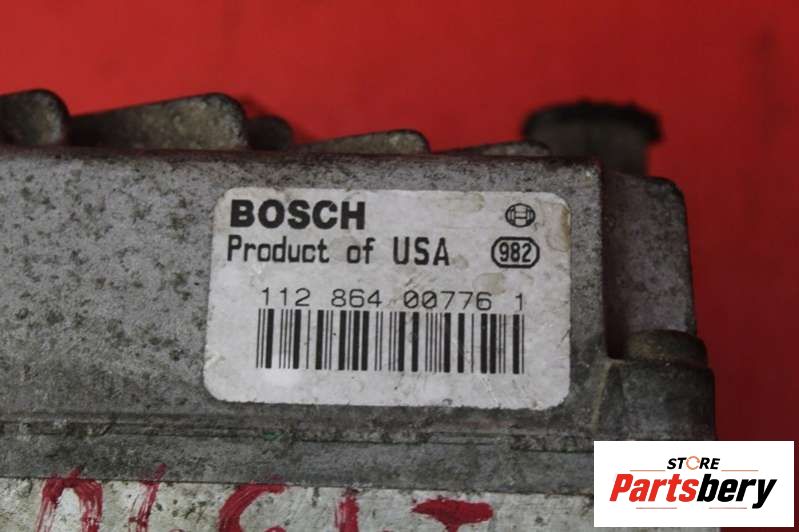 BOSCH
Product of USA 982
112 864 00776 1
STORE
Partsbery